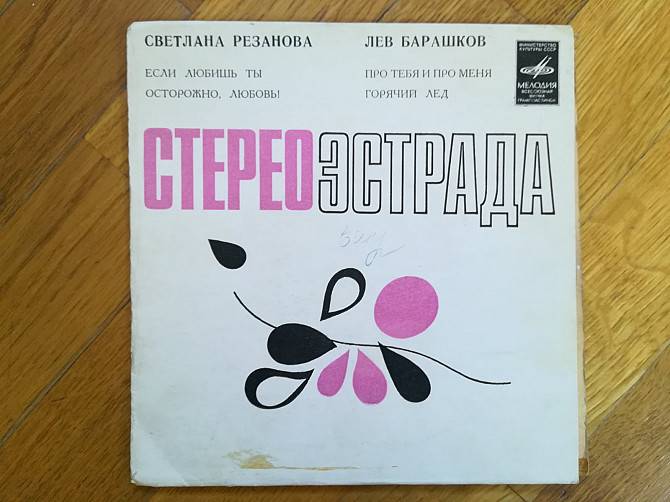 СВЕТЛАНА РЕЗАНОВА
ЕСЛИ ЛЮБИШЬ ТЫ
ОСТОРОЖНО, ЛЮБОВЬ!
ЛЕВ БАРАШКОВ
ПРО ТЕБЯ И ПРО МЕНЯ
ГОРЯЧИЙ ЛЕД
МИНИСТЕРСТВО
КУЛЬТУРЫ СССР
МЕЛОДИЯ
ВСЕСОЮЗНАЯ
ФИРМА
ГРАМПЛАСТИНОК
СТЕРЕОЭСТРАДА